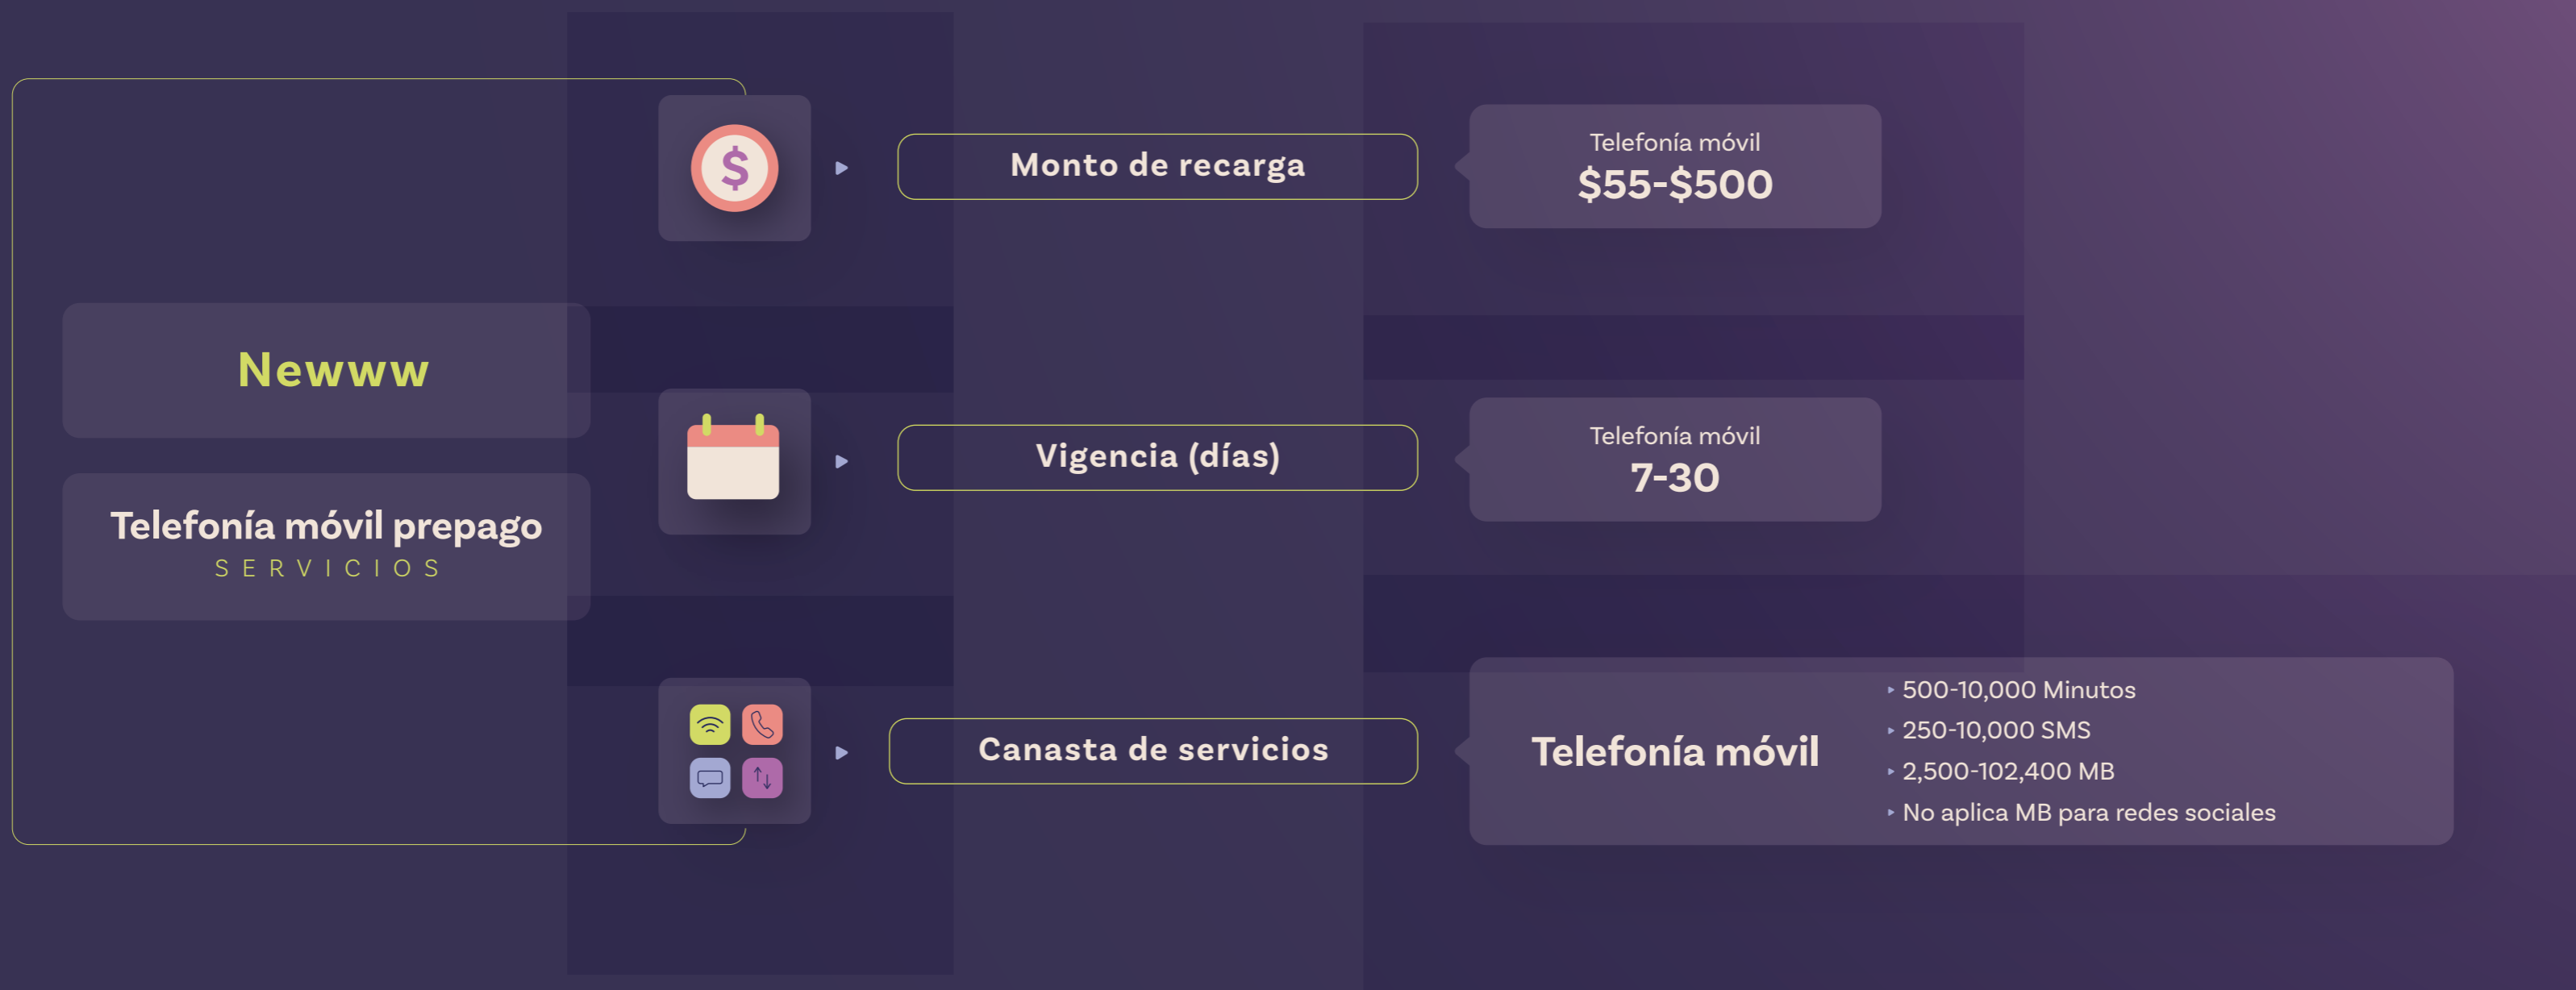 Newww
Telefonía móvil prepago
SERVICIOS
$
Monto de recarga
Telefonía móvil
$55-$500
Vigencia (días)
Telefonía móvil
7-30
Canasta de servicios
Telefonía móvil
500-10,000 Minutos
250-10,000 SMS
2,500-102,400 MB
No aplica MB para redes sociales